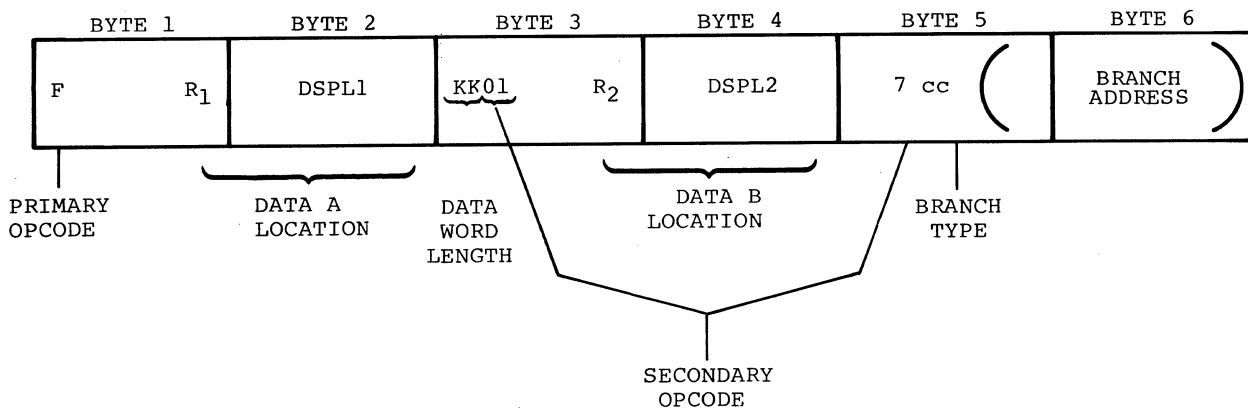 BYTE 1 BYTE 2 BYTE 3 BYTE 4 BYTE 5 BYTE 6
F R1 DSPL1 KK01 R2 DSPL2 7 cc ( BRANCH ADDRESS )
PRIMARY OPCODE
DATA A LOCATION
DATA WORD LENGTH
DATA B LOCATION
BRANCH TYPE
SECONDARY OPCODE